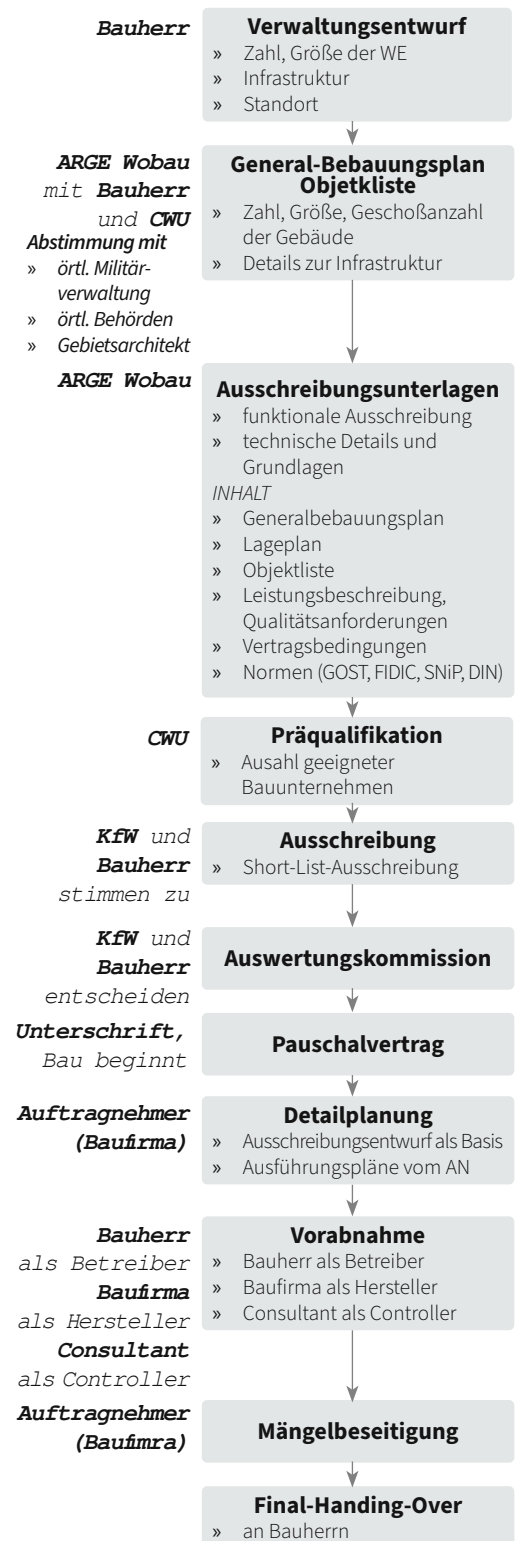 Bauherr
Verwaltungsentwurf
» Zahl, Größe der WE
» Infrastruktur
» Standort
ARGE Wobau
mit Bauherr
und CWU
Abstimmung mit
» örtl. Militär-
verwaltung
» örtl. Behörden
» Gebietsarchitekt
General-Bebauungsplan
Objetkliste
» Zahl, Größe, Geschoßanzahl
der Gebäude
» Details zur Infrastruktur
ARGE Wobau
Ausschreibungsunterlagen
» funktionale Ausschreibung
» technische Details und
Grundlagen
INHALT
» Generalbebauungsplan
» Lageplan
» Objektliste
» Leistungsbeschreibung,
Qualitätsanforderungen
» Vertragsbedingungen
» Normen (GOST, FIDIC, SNiP, DIN)
CWU
Präqualifikation
» Ausahl geeigneter
Bauunternehmen
KfW und
Bauherr
stimmen zu
Ausschreibung
» Short-List-Ausschreibung
KfW und
Bauherr
entscheiden
Auswertungskommission
Unterschrift,
Bau beginnt
Pauschalvertrag
Auftragnehmer
(Baufirma)
Detailplanung
» Ausschreibungsentwurf als Basis
» Ausführungspläne vom AN
Bauherr
als Betreiber
Baufirma
als Hersteller
Consultant
als Controller
Vorabnahme
» Bauherr als Betreiber
» Baufirma als Hersteller
» Consultant als Controller
Auftragnehmer
(Baufimra)
Mängelbeseitigung
Final-Handing-Over
» an Bauherrn